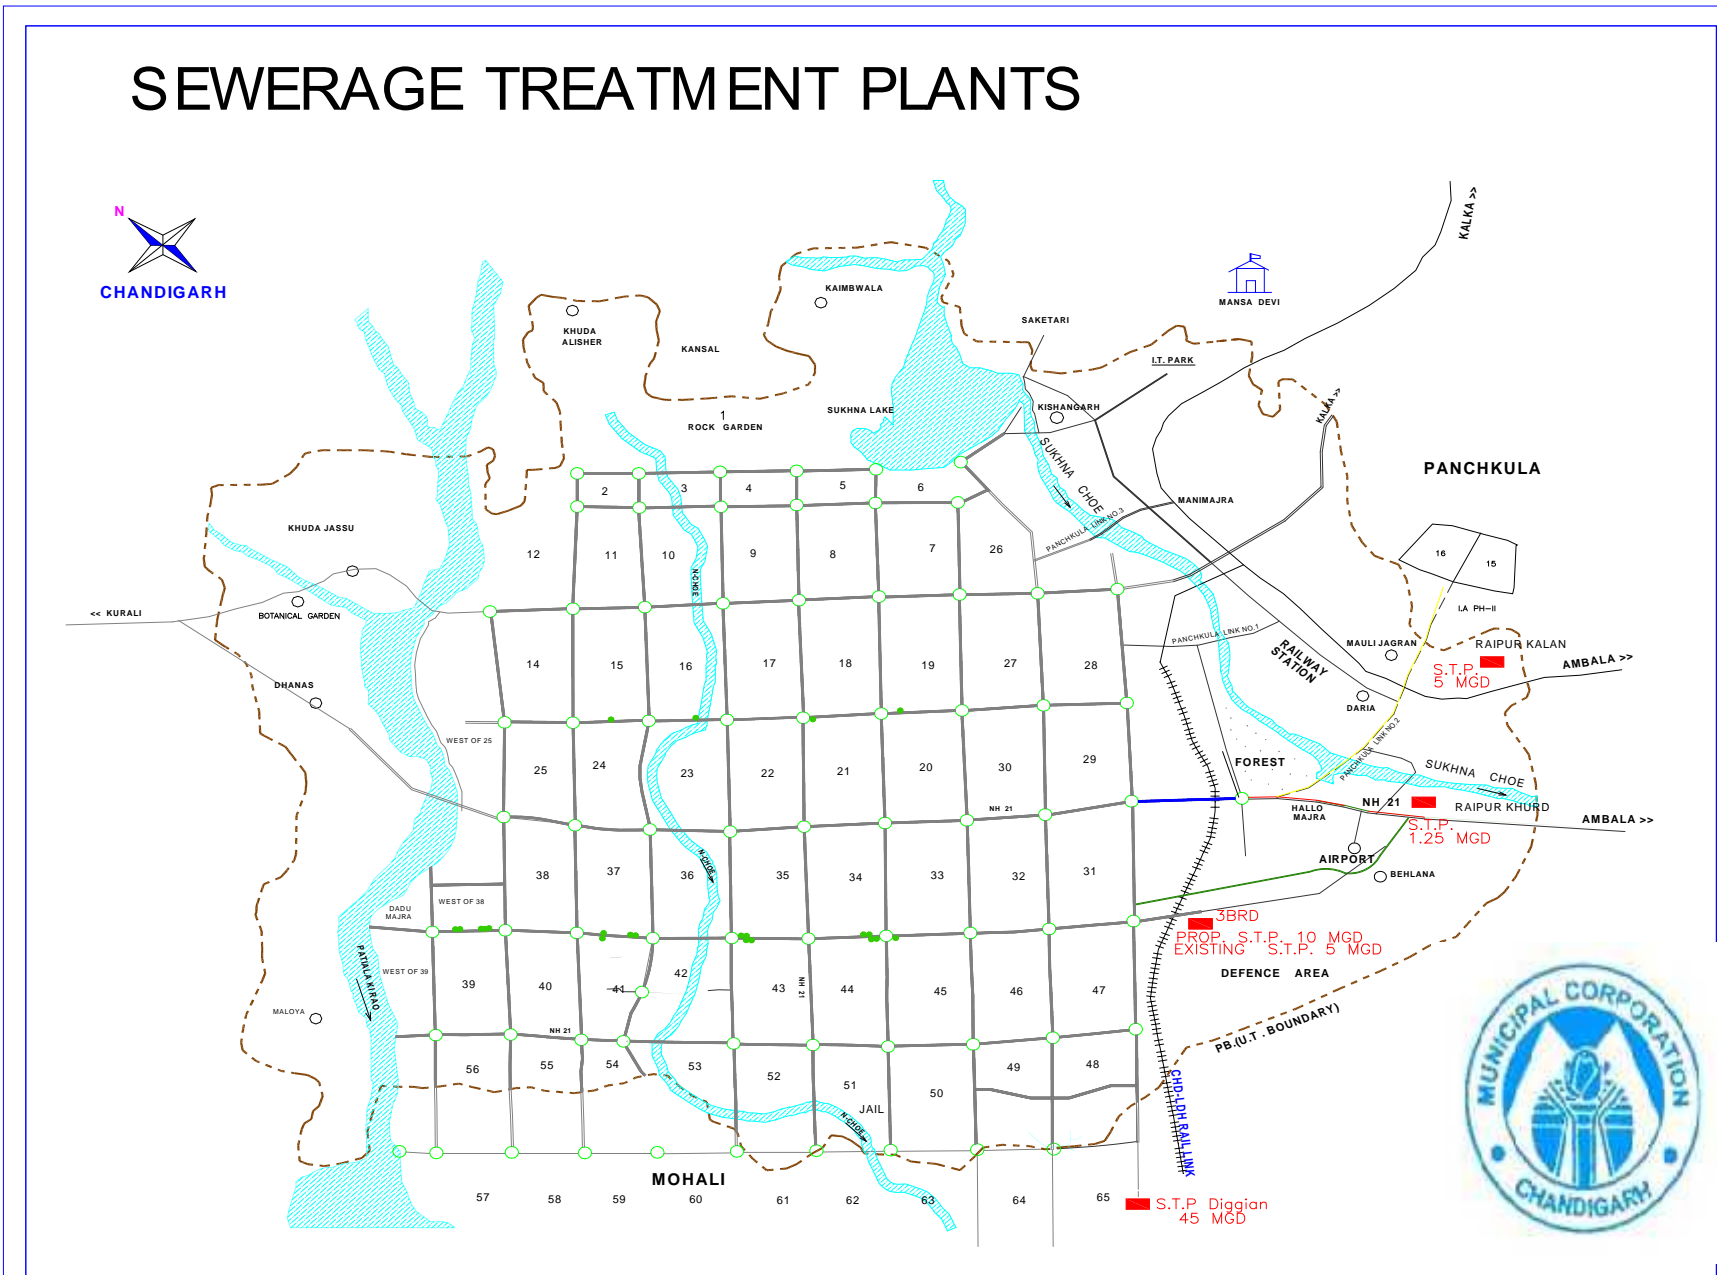 SEWERAGE TREATMENT PLANTS
N
CHANDIGARH
KALKA >>
MANSA DEVI
KAIMBWALA
KHUDA
ALISHER
KANSAL
SAKETARI
I.T. PARK
SUKHNA LAKE
KISHANGARH
KALKA >>
1
ROCK GARDEN
SUKHNA CHOE
PANCHKULA
2
3
4
5
6
MANIMAJRA
PANCHKULA LINK NO.3
KHUDA JASSU
12
11
10
9
8
7
26
16
15
N-CHOE
I.A PH-II
<< KURALI
BOTANICAL GARDEN
PANCHKULA LINK NO.1
RAILWAY
STATION
MAULI JAGRAN
RAIPUR KALAN
S.T.P.
5 MGD
AMBALA >>
14
15
16
17
18
19
27
28
DHANAS
DARIA
WEST OF 25
PANCHKULA LINK NO.2
25
24
23
22
21
20
30
29
FOREST
SUKHNA CHOE
NH 21
HALLO
MAJRA
NH 21
RAIPUR KHURD
S.T.P.
1.25 MGD
AMBALA >>
AIRPORT
BEHLANA
N-CHOE
38
37
36
35
34
33
32
31
WEST OF 38
DADU
MAJRA
3BRD
PROP. S.T.P. 10 MGD
EXISTING S.T.P. 5 MGD
DEFENCE AREA
PATIALA KI RAO
WEST OF 39
39
40
41
42
43
NH 21
44
45
46
47
MALOYA
NH 21
PB.(U.T. BOUNDARY)
56
55
54
53
52
51
50
49
48
JAIL
N-CHOE
CHD-LDH RAIL LINK
MOHALI
57
58
59
60
61
62
63
64
65
S.T.P Diggian
45 MGD
MUNICIPAL CORPORATION
CHANDIGARH